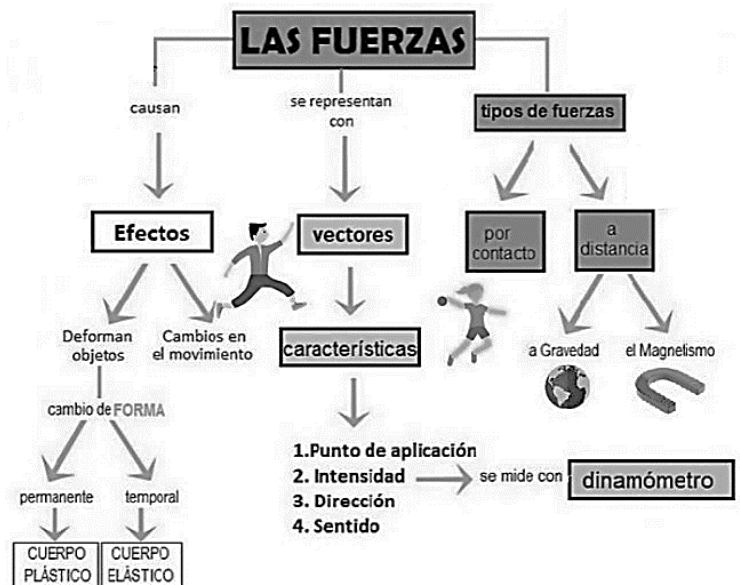 LAS FUERZAS
causan
se representan
con
tipos de fuerzas
Efectos
vectores
por
contacto
a
distancia
Deforman
objetos
Cambios en
el movimiento
características
a Gravedad
el Magnetismo
cambio de FORMA
1.Punto de aplicación
2. Intensidad
3. Dirección
4. Sentido
se mide con
dinamómetro
permanente
temporal
CUERPO
PLÁSTICO
CUERPO
ELÁSTICO